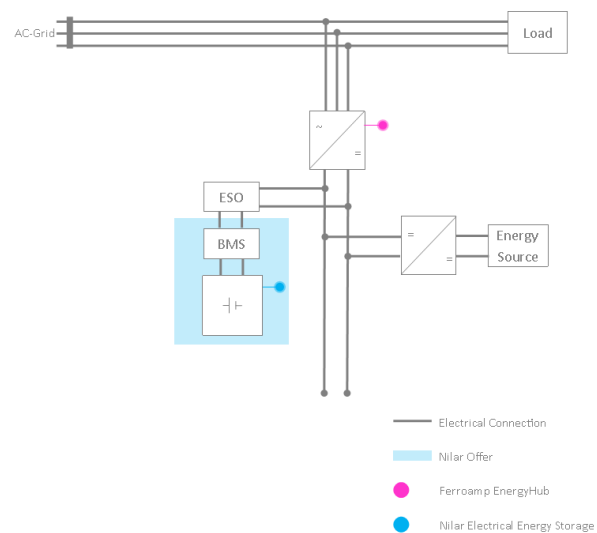 AC-Grid
Load
~
=
ESO
BMS
=
=
Energy
Source
Electrical Connection
Nilar Offer
Ferroamp EnergyHub
Nilar Electrical Energy Storage